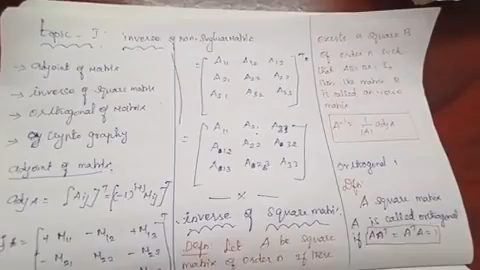 Topic - I: inverse of non-singular matrix
→ adjoint of matrix
→ inverse of square matrix
→ orthogonal of matrix
→ cryptography
adjoint of matrix
Adj A = [Aij]T = [(-1)i+j Mij]T
+ M11 - M12 + M13
- M21 M22 - M23
= [A11 A12 A13
A21 A22 A23
A31 A32 A33]T
= [A11 A21 A31
A12 A22 A32
A13 A23 A33]
x
inverse of square matrix
Defn: Let A be square
matrix of order n if there
exists a square B
of order n such
that AB = BA = In
then the matrix B
is called an inverse
matrix
A-1 = 1/|A| adj A
orthogonal:
Defn:
A square matrix
A is called orthogonal
if AAT = ATA = I